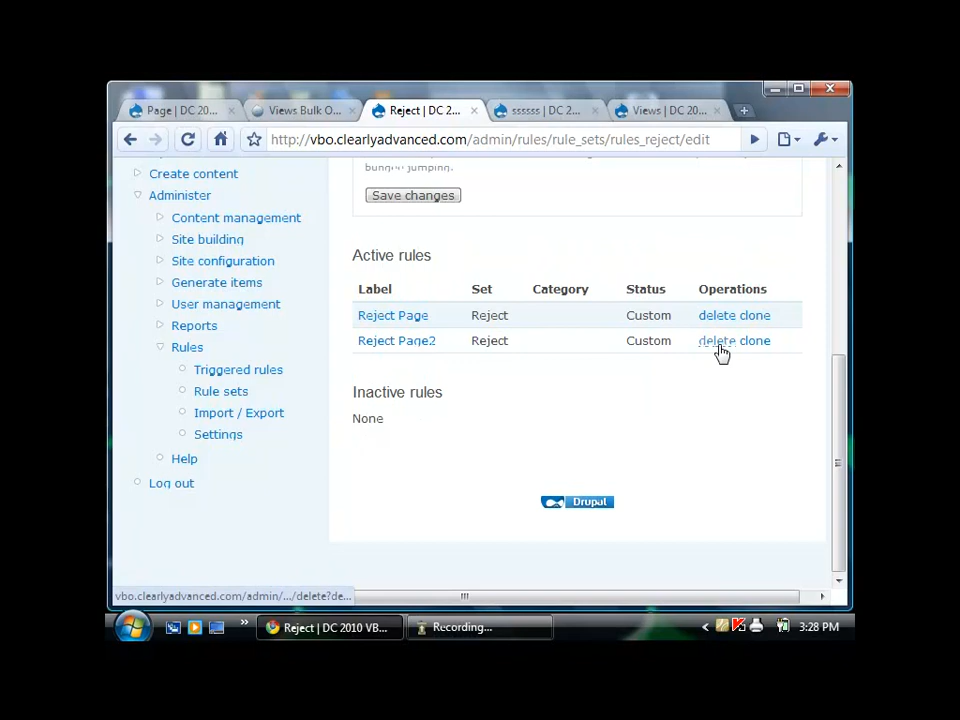 Page | DC 20...
Views Bulk O...
Reject | DC 2...
ssssss | DC 2...
Views | DC 20...
http://vbo.clearlyadvanced.com/admin/rules/rule_sets/rules_reject/edit
Create content
Administer
Content management
Site building
Site configuration
Generate items
User management
Reports
Rules
Triggered rules
Rule sets
Import / Export
Settings
Help
Log out
bungin jumping.
Save changes
Active rules
Label Set Category Status Operations
Reject Page Reject Custom delete clone
Reject Page2 Reject Custom delete clone
Inactive rules
None
Drupal
vbo.clearlyadvanced.com/admin/.../delete?de...
Reject | DC 2010 VB...
Recording...
3:28 PM